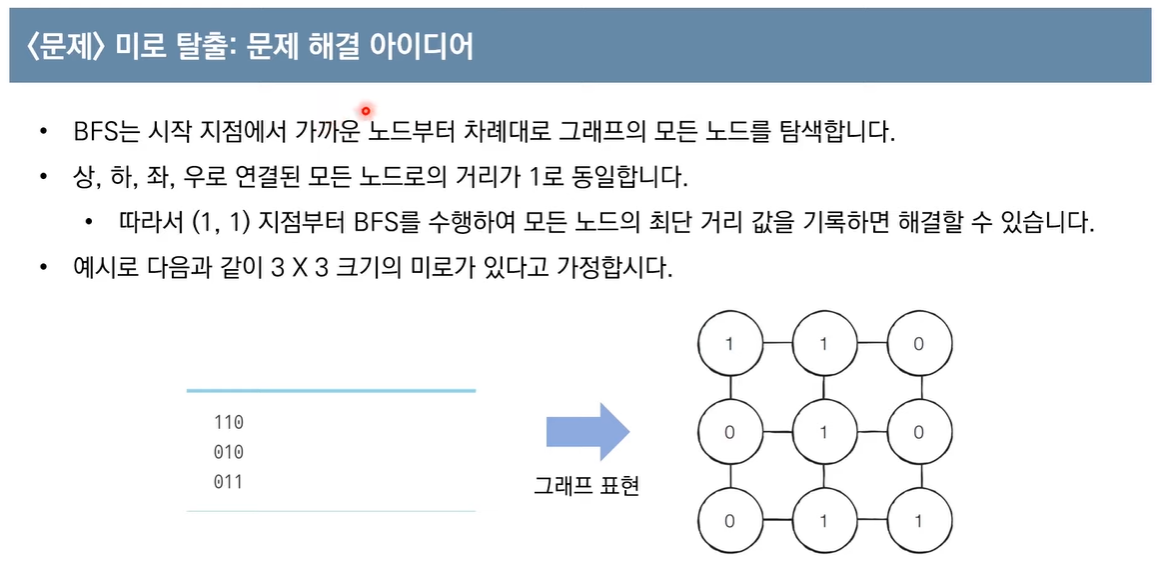 〈문제〉 미로 탈출: 문제 해결 아이디어
• BFS는 시작 지점에서 가까운 노드부터 차례대로 그래프의 모든 노드를 탐색합니다.
• 상, 하, 좌, 우로 연결된 모든 노드로의 거리가 1로 동일합니다.
• 따라서 (1, 1) 지점부터 BFS를 수행하여 모든 노드의 최단 거리 값을 기록하면 해결할 수 있습니다.
• 예시로 다음과 같이 3 X 3 크기의 미로가 있다고 가정합시다.
110
010
011
그래프 표현
1 1 0
0 1 0
0 1 1